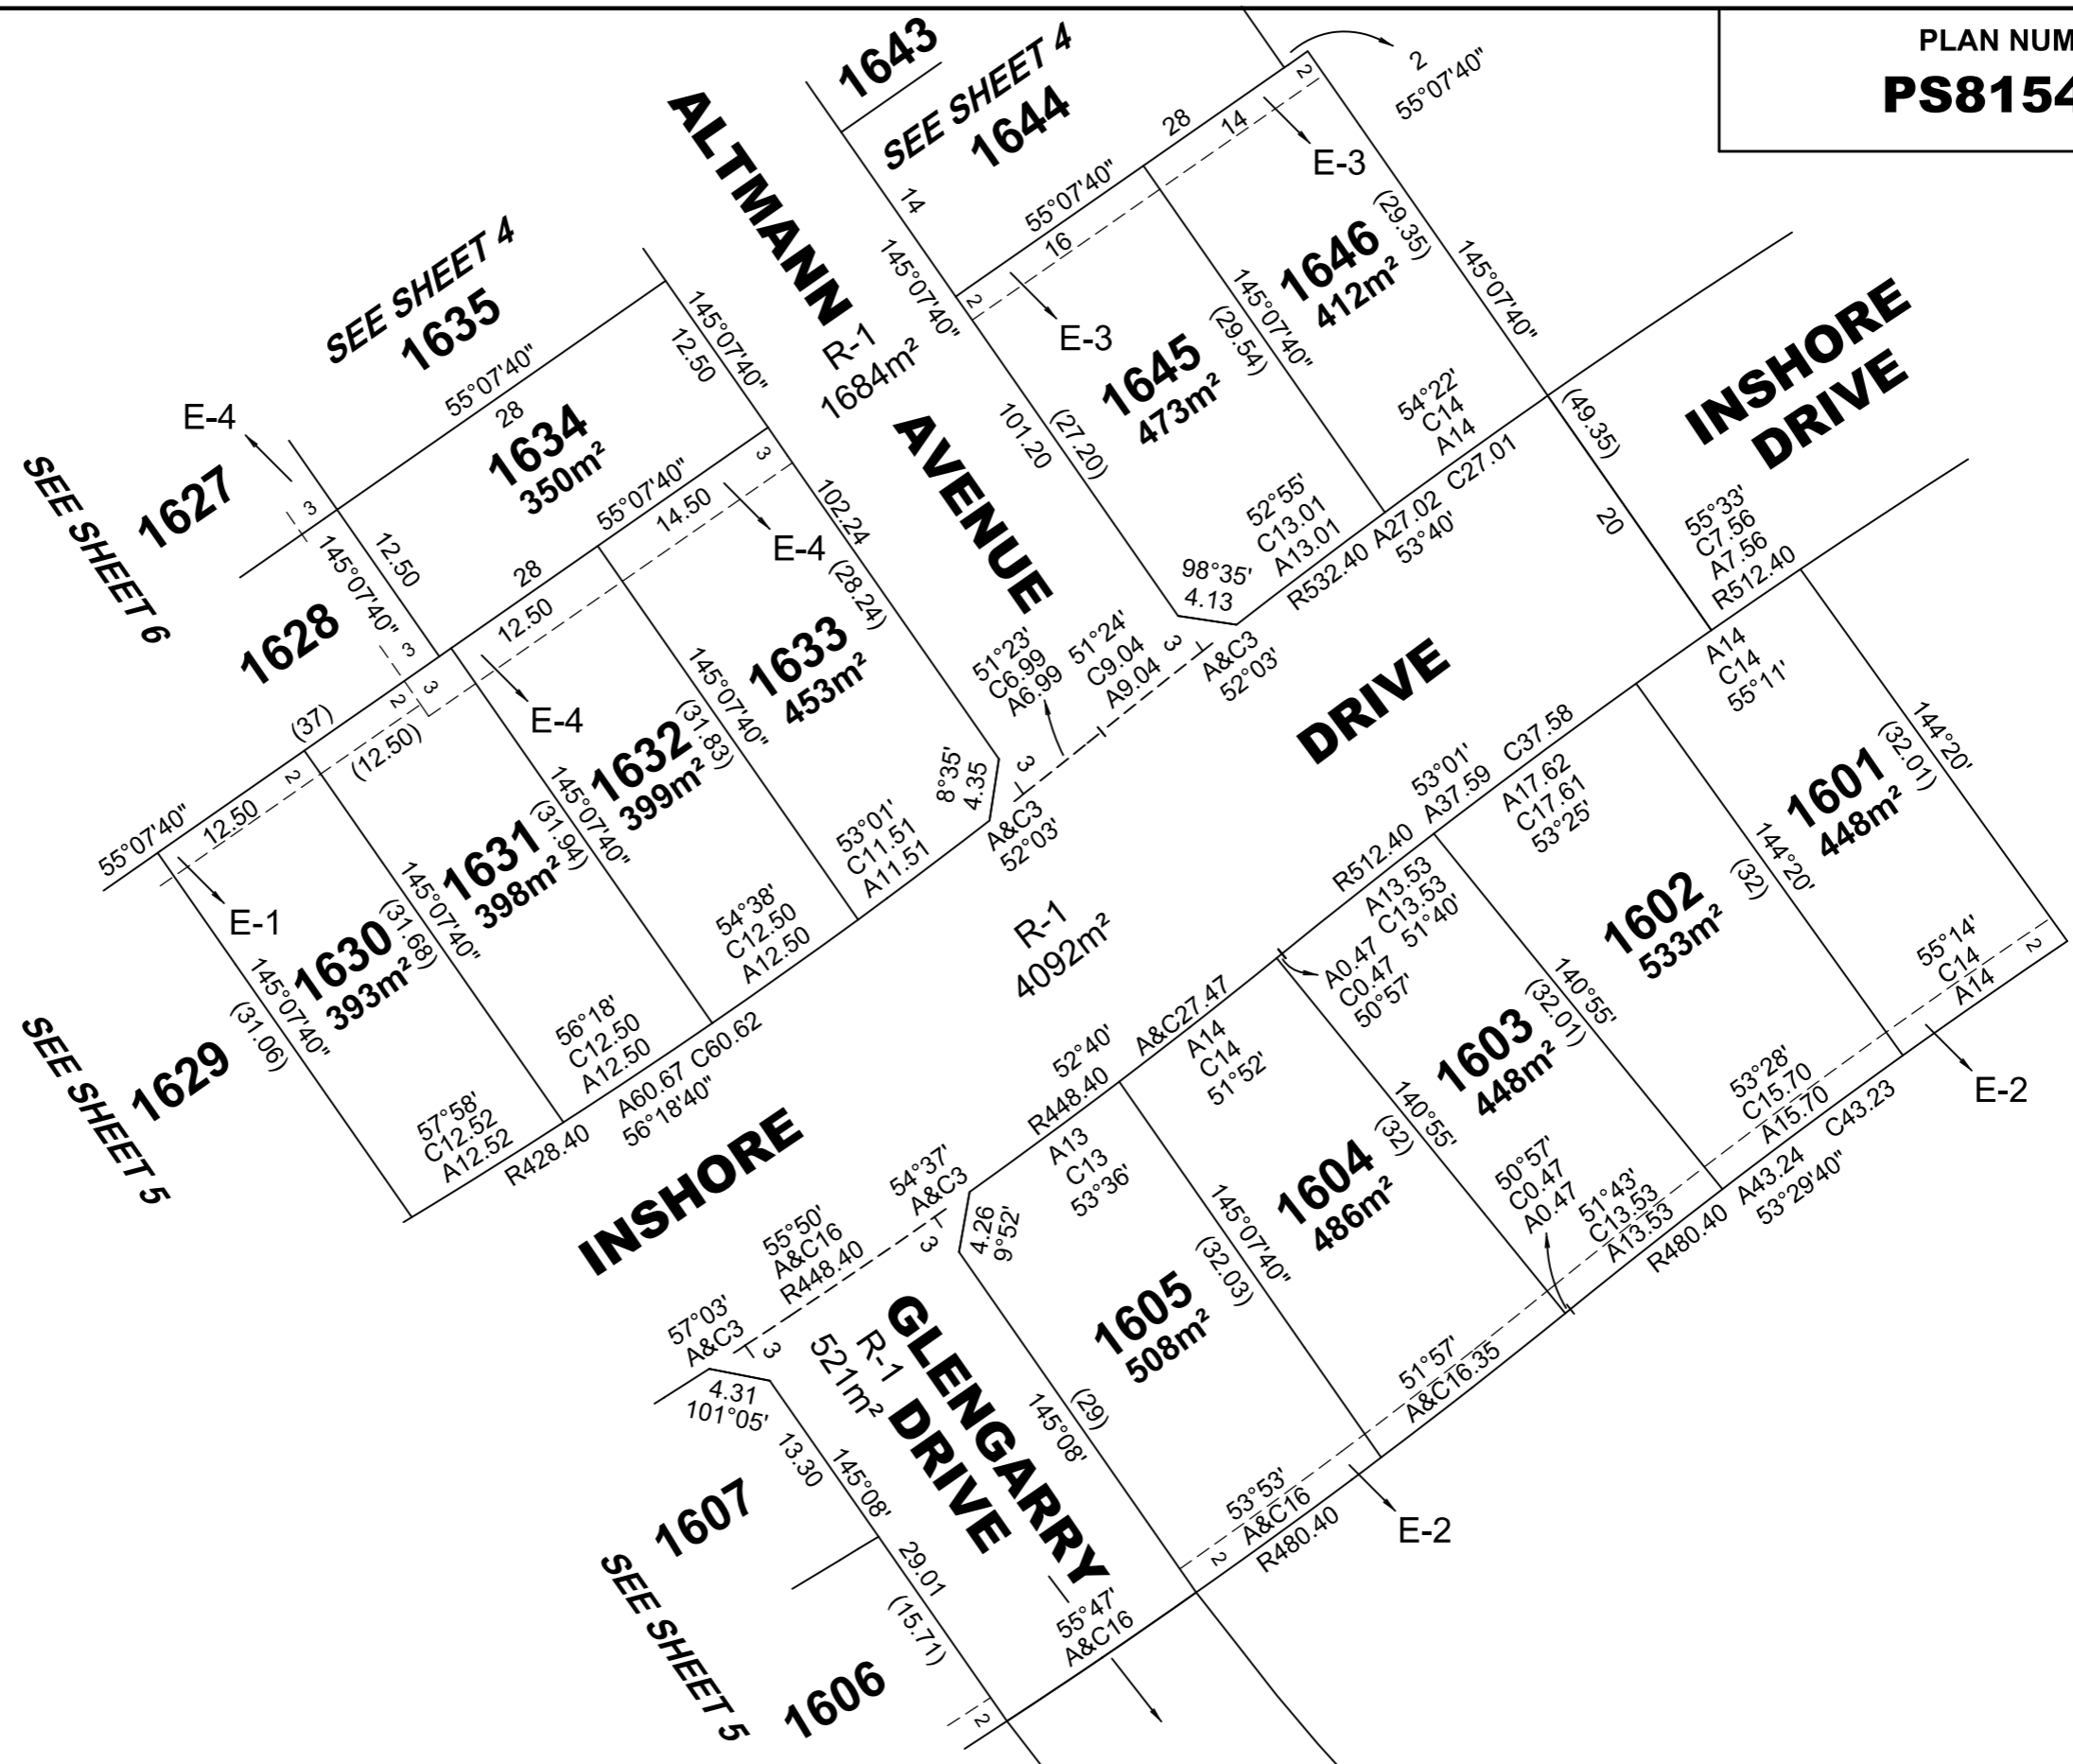 PLAN NUM
PS8154
1643
SEE SHEET 4
1644
2
55°07'40"
ALTMANN
R-1
1684m²
AVENUE
14
145°07'40"
101.20
(27.20)
55°07'40"
28
16
14
2
2
E-3
E-3
1645
473m²
145°07'40"
(29.54)
1646
412m²
(29.35)
145°07'40"
54°22'
C14
A14
52°55'
C13.01
A13.01
98°35'
4.13
R532.40 A27.02 C27.01
53°40'
(49.35)
20
INSHORE
DRIVE
SEE SHEET 4
1635
55°07'40"
28
145°07'40"
12.50
1634
350m²
E-4
3
SEE SHEET 6
1627
145°07'40"
12.50
1628
3
55°07'40"
28
14.50
12.50
3
E-4
3
E-4
102.24
(28.24)
1633
453m²
145°07'40"
(31.83)
1632
399m²
145°07'40"
(31.94)
1631
398m²
145°07'40"
(31.68)
1630
393m²
145°07'40"
(31.06)
(37)
2
(12.50)
2
55°07'40"
12.50
E-1
SEE SHEET 5
1629
57°58'
C12.52
A12.52
56°18'
C12.50
A12.50
54°38'
C12.50
A12.50
53°01'
C11.51
A11.51
8°35'
4.35
R428.40
A60.67 C60.62
56°18'40"
51°23'
C6.99
A6.99
51°24'
C9.04
A9.04
3
A&C3
52°03'
3
A&C3
52°03'
R-1
4092m²
INSHORE
DRIVE
55°33'
C7.56
A7.56
R512.40
A14
C14
55°11'
53°01'
R512.40 A37.59 C37.58
A17.62
C17.61
53°25'
A13.53
C13.53
51°40'
A0.47
C0.47
50°57'
144°20'
(32.01)
1601
448m²
144°20'
(32)
1602
533m²
140°55'
(32.01)
1603
448m²
140°55'
(32)
1604
486m²
145°07'40"
(32.03)
1605
508m²
55°14'
C14
A14
2
E-2
53°28'
C15.70
A15.70
50°57'
C0.47
A0.47
51°43'
C13.53
A13.53
R480.40
A43.24 C43.23
53°29'40"
52°40'
R448.40 A&C27.47
A14
C14
51°52'
A13
C13
53°36'
54°37'
A&C3
55°50'
A&C16
R448.40
3
4.26
9°52'
57°03'
A&C3
3
4.31
101°05'
13.30
145°08'
GLENGARRY
DRIVE
R-1
521m²
(29)
145°08'
51°57'
A&C16.35
53°53'
A&C16
R480.40
2
E-2
1607
SEE SHEET 5
29.01
(15.71)
55°47'
A&C16
1606
2